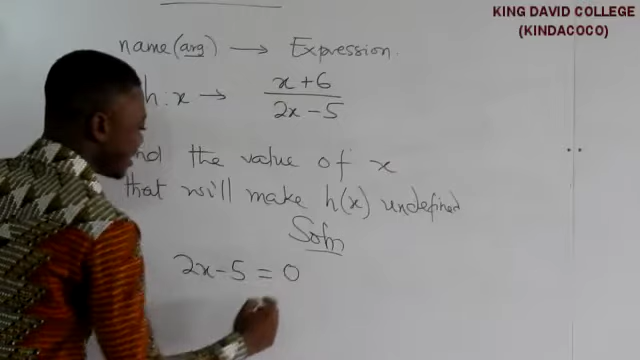 KING DAVID COLLEGE
(KINDACOCO)
name(arg) → Expression.
h : x → x + 6 / 2x - 5
the value of x
that will make h(x) undefined
Soln
2x - 5 = 0